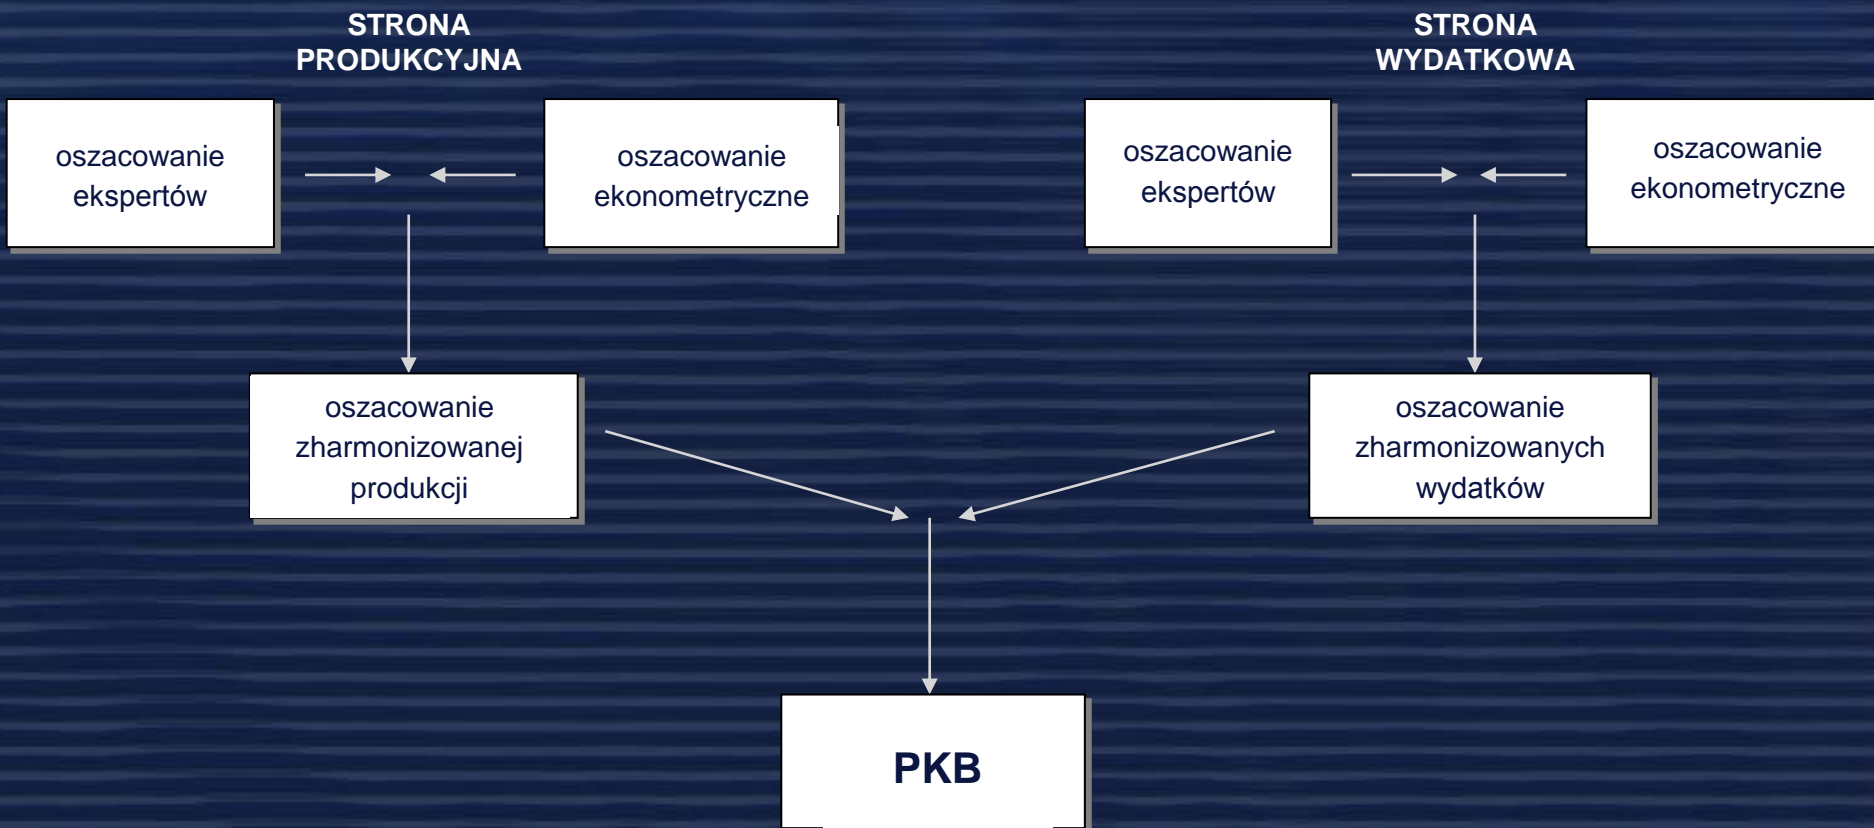 STRONA
PRODUKCYJNA
STRONA
WYDATKOWA
oszacowanie
ekspertów
oszacowanie
ekonometryczne
oszacowanie
ekspertów
oszacowanie
ekonometryczne
oszacowanie
zharmonizowanej
produkcji
oszacowanie
zharmonizowanych
wydatków
PKB